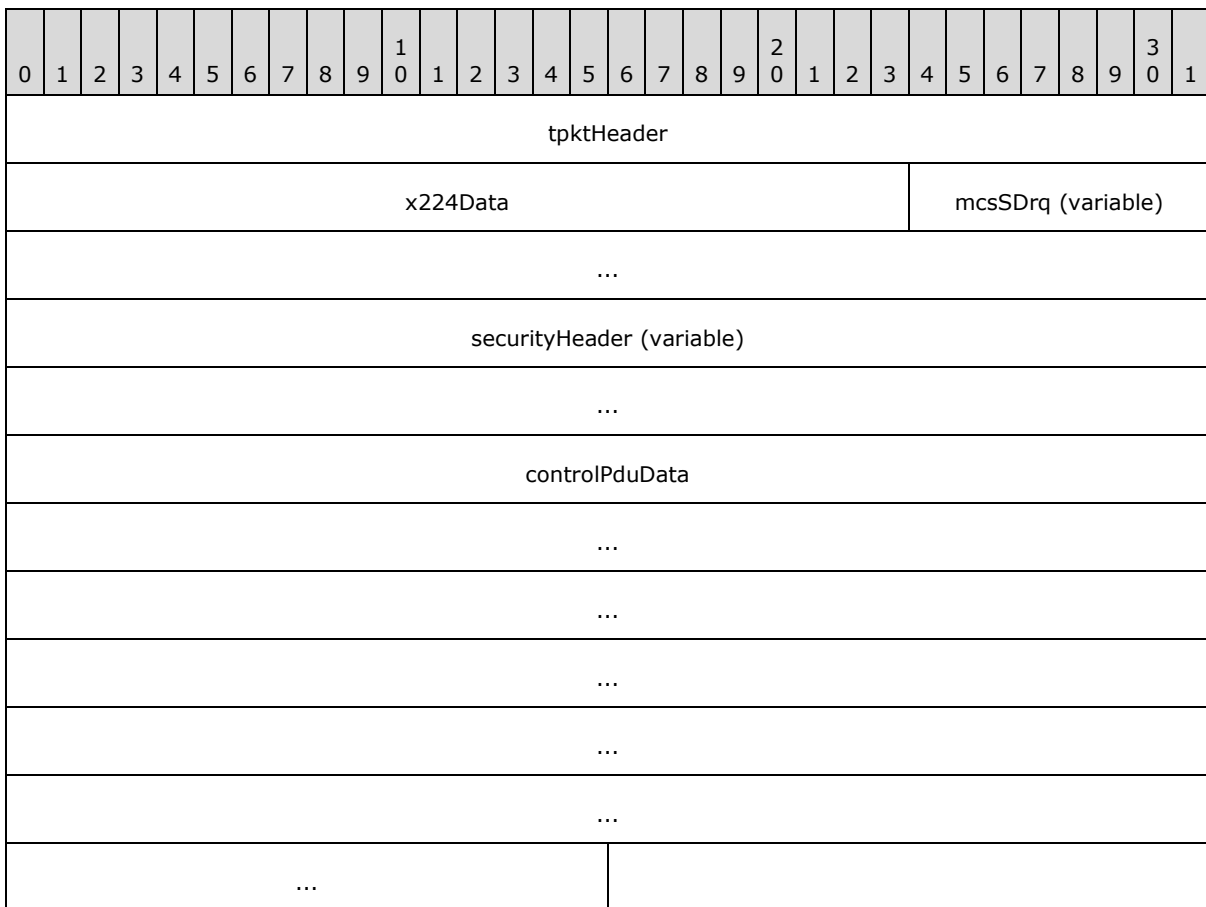 1 2 3
0 1 2 3 4 5 6 7 8 9 0 1 2 3 4 5 6 7 8 9 0 1 2 3 4 5 6 7 8 9 0 1
tpktHeader
x224Data mcsSDrq (variable)
...
securityHeader (variable)
...
controlPduData
...
...
...
...
...
...